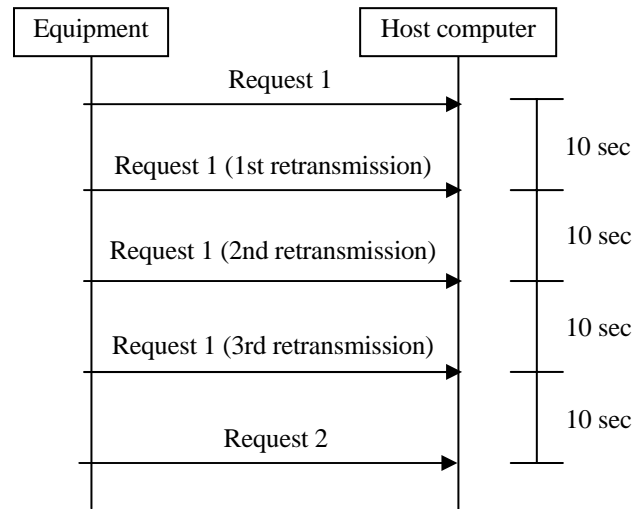 Equipment
Host computer
Request 1
10 sec
Request 1 (1st retransmission)
10 sec
Request 1 (2nd retransmission)
10 sec
Request 1 (3rd retransmission)
10 sec
Request 2